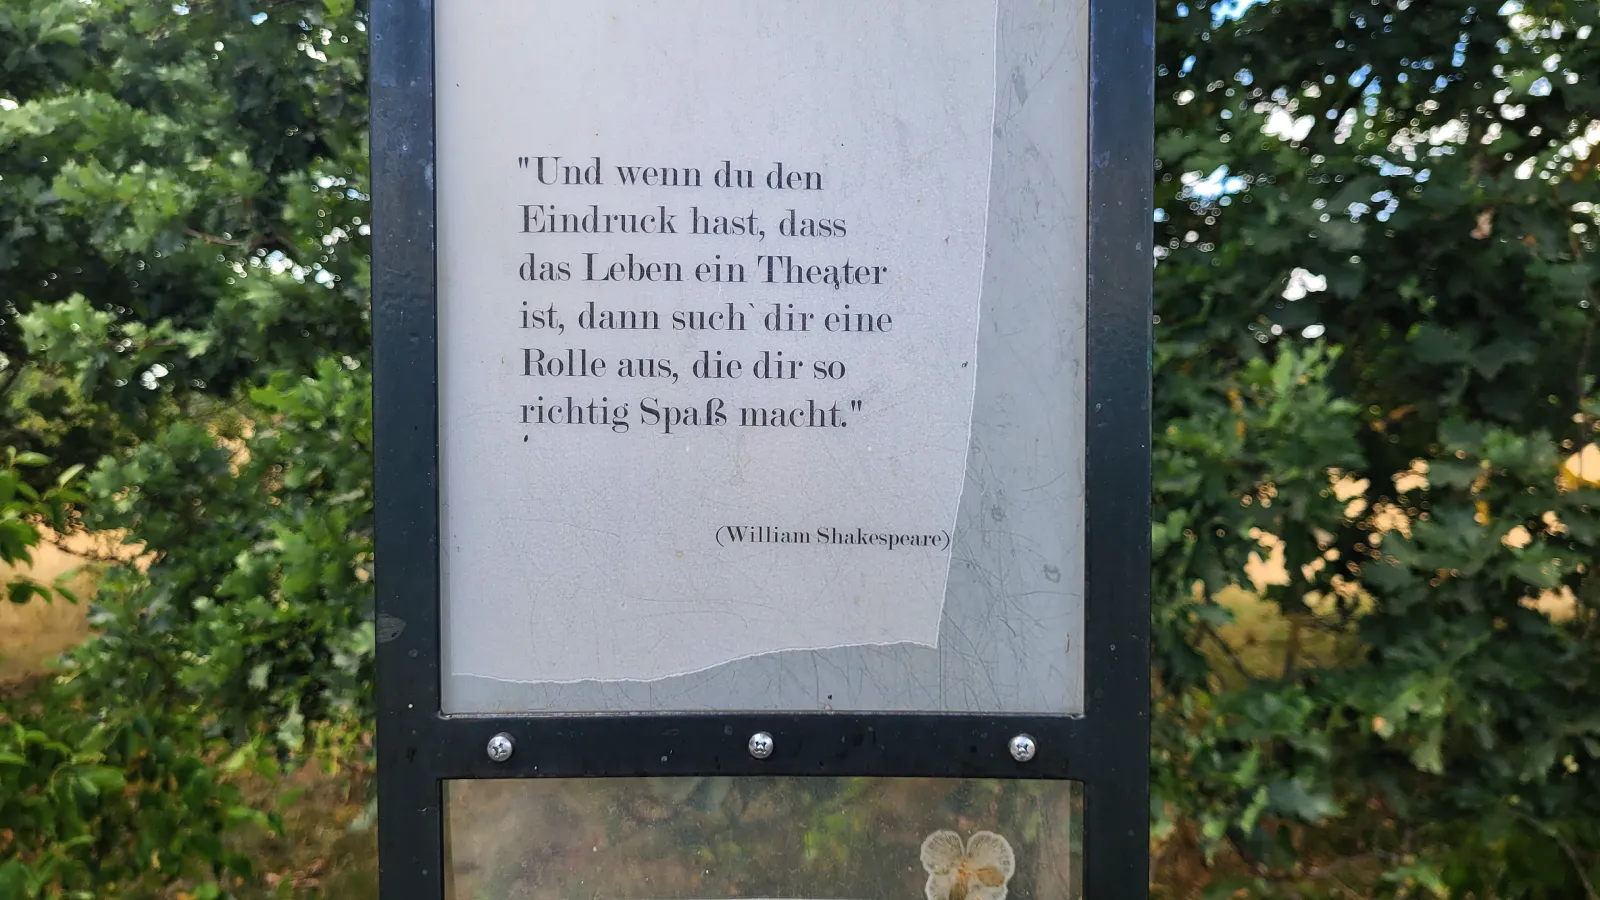 "Und wenn du den
Eindruck hast, dass
das Leben ein Theater
ist, dann such` dir eine
Rolle aus, die dir so
richtig Spaß macht."
(William Shakespeare)